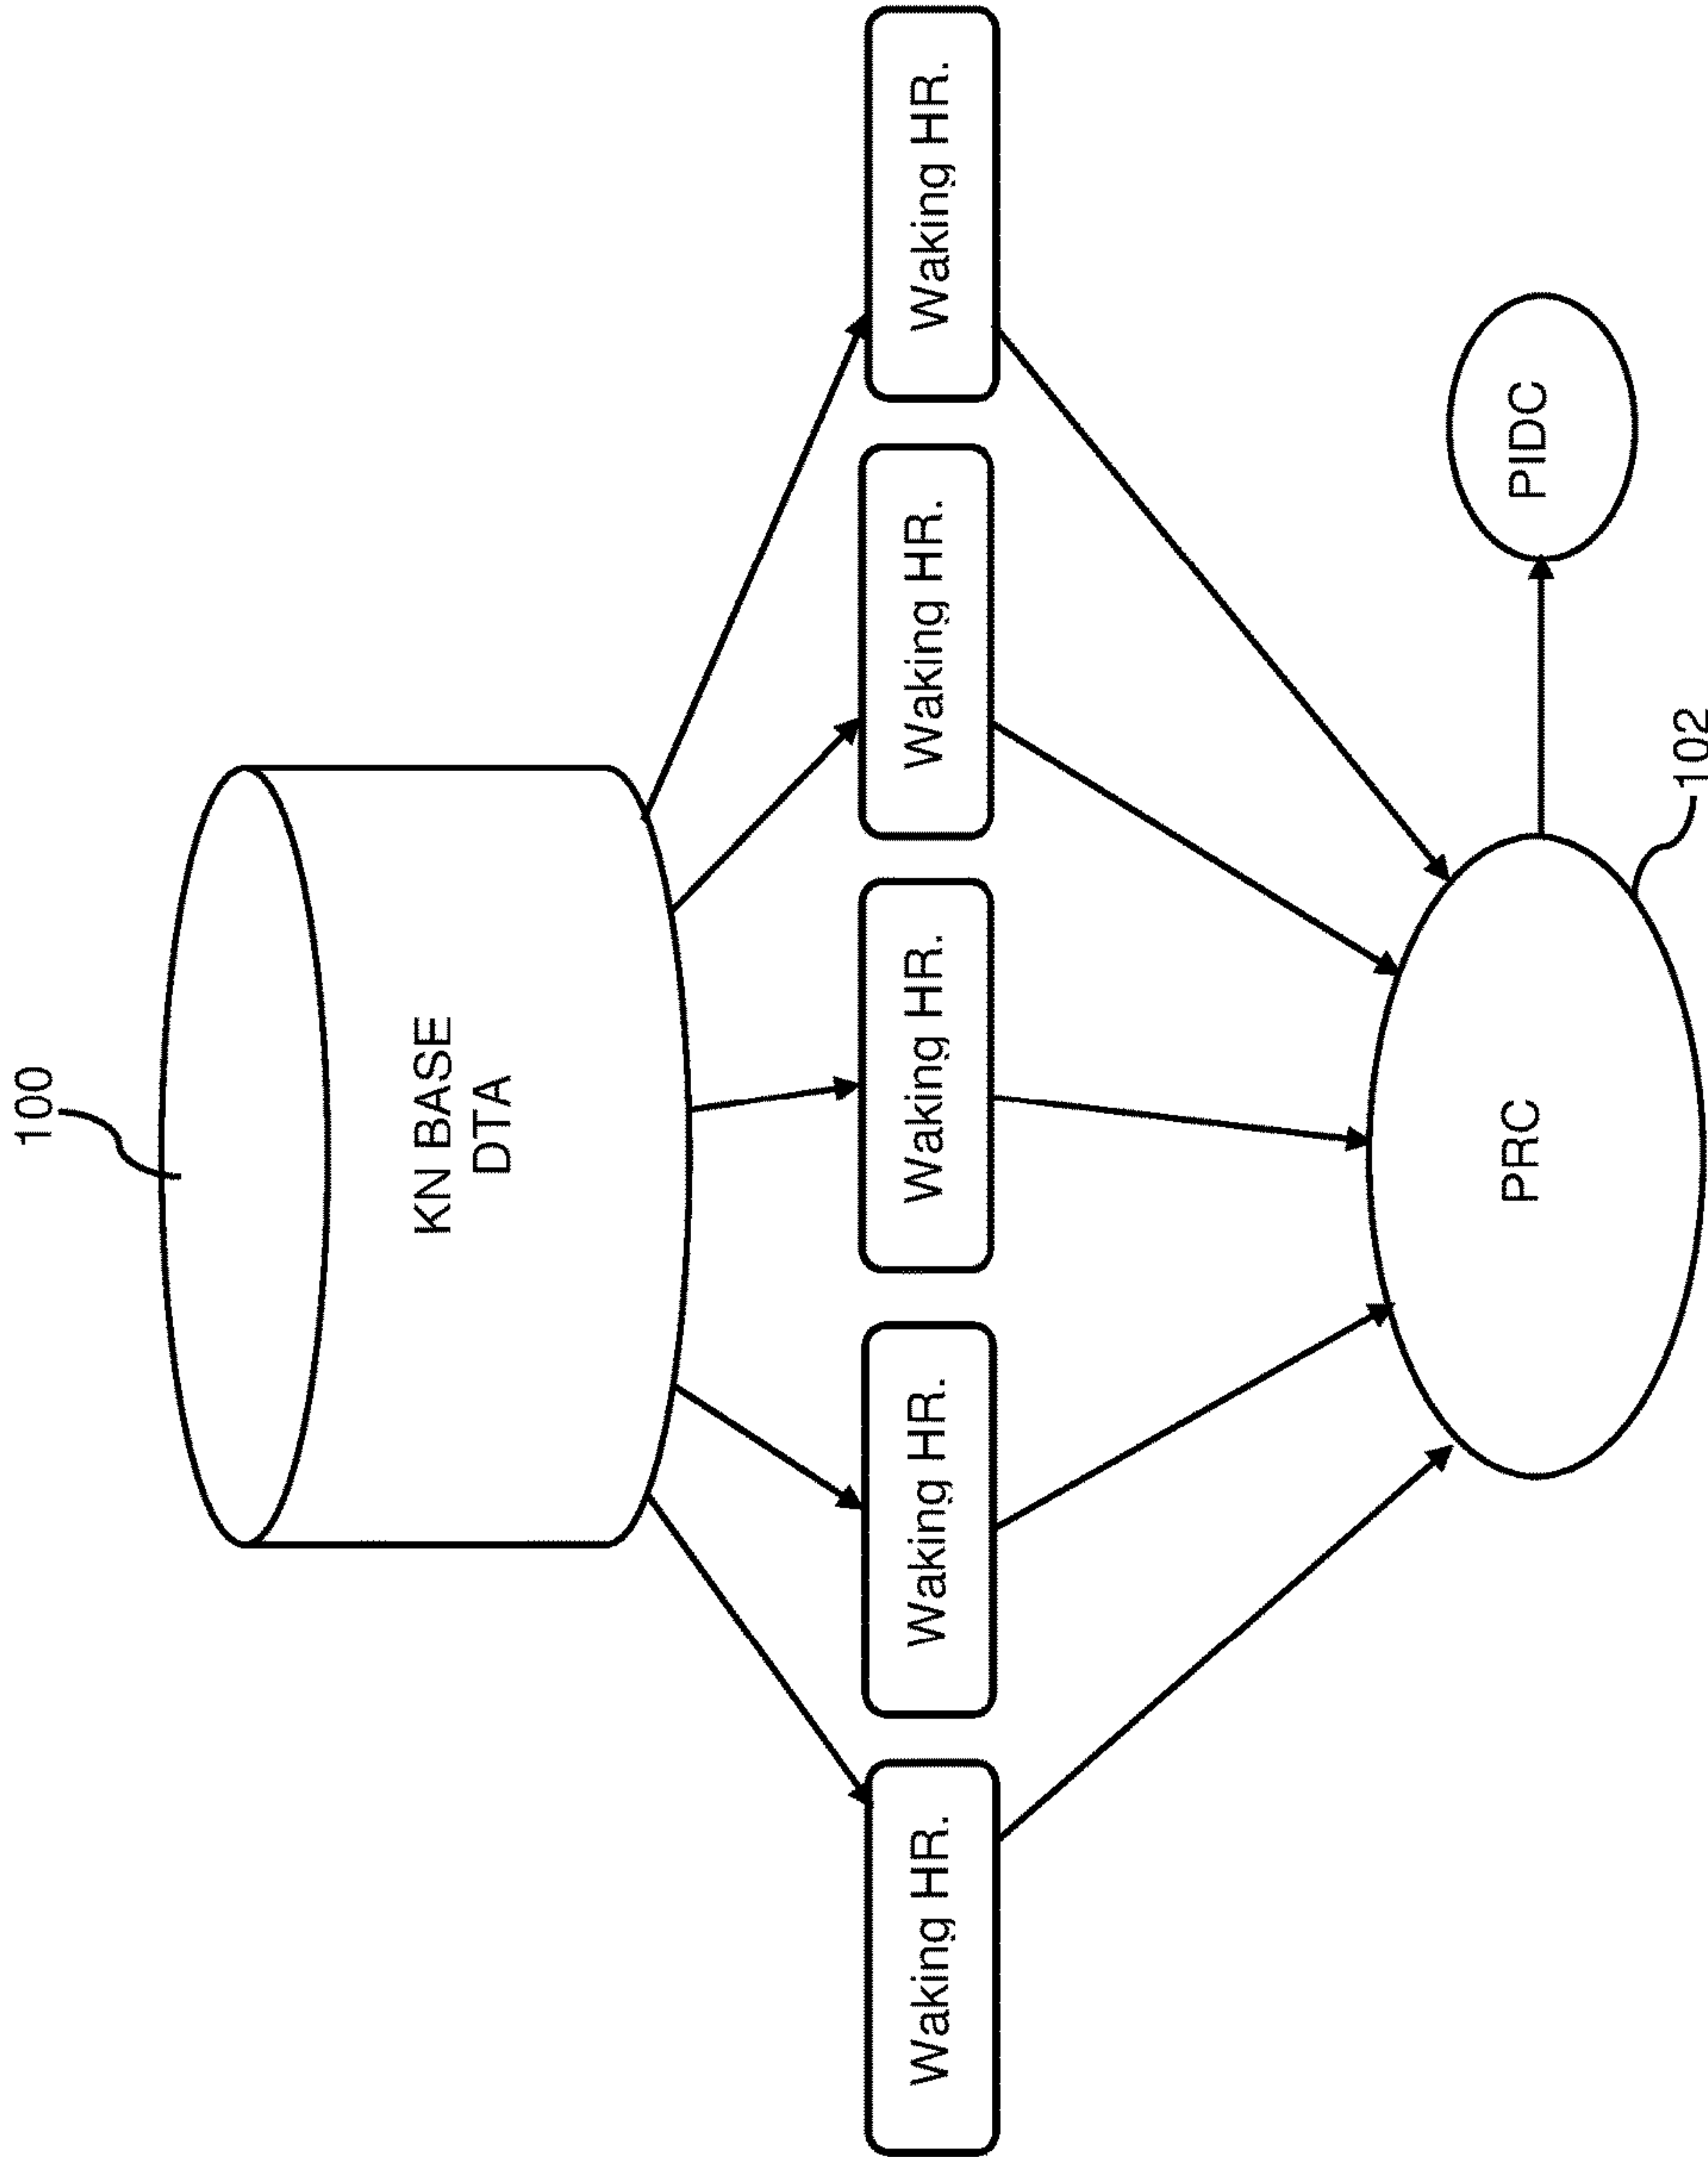 100
KN BASE
DTA
Waking HR.
Waking HR.
Waking HR.
Waking HR.
Waking HR.
PRC
PIDC
102